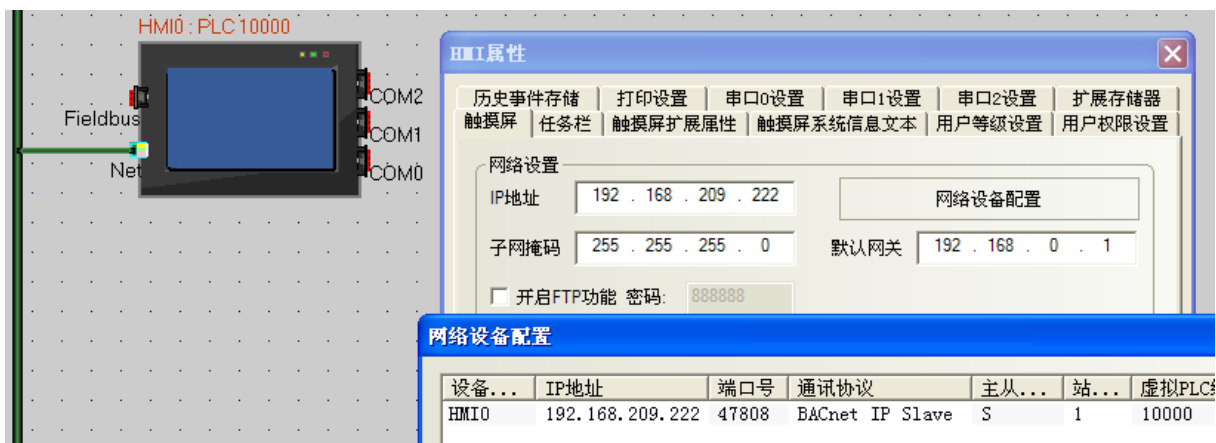 HMI0 : PLC10000
COM2
Fieldbus
COM1
Net
COM0
HMI属性
历史事件存储 打印设置 串口0设置 串口1设置 串口2设置 扩展存储器
触摸屏 任务栏 触摸屏扩展属性 触摸屏系统信息文本 用户等级设置 用户权限设置
网络设置
IP地址 192 . 168 . 209 . 222 网络设备配置
子网掩码 255 . 255 . 255 . 0 默认网关 192 . 168 . 0 . 1
开启FTP功能 密码: 888888
网络设备配置
设备... IP地址 端口号 通讯协议 主从... 站... 虚拟PLC
HMI0 192.168.209.222 47808 BACnet IP Slave S 1 10000